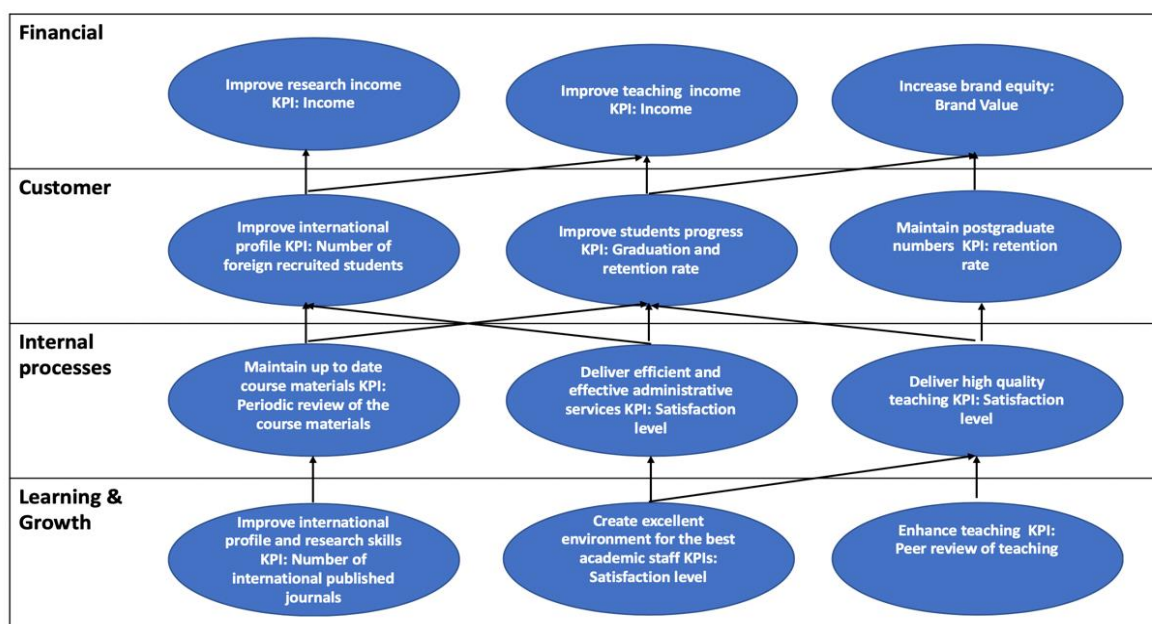 Financial
Improve research income
KPI: Income
Improve teaching income
KPI: Income
Increase brand equity:
Brand Value
Customer
Improve international
profile KPI: Number of
foreign recruited students
Improve students progress
KPI: Graduation and
retention rate
Maintain postgraduate
numbers KPI: retention
rate
Internal
processes
Maintain up to date
course materials KPI:
Periodic review of the
course materials
Deliver efficient and
effective administrative
services KPI: Satisfaction
level
Deliver high quality
teaching KPI: Satisfaction
level
Learning &
Growth
Improve international
profile and research skills
KPI: Number of
international published
journals
Create excellent
environment for the best
academic staff KPIs:
Satisfaction level
Enhance teaching KPI:
Peer review of teaching